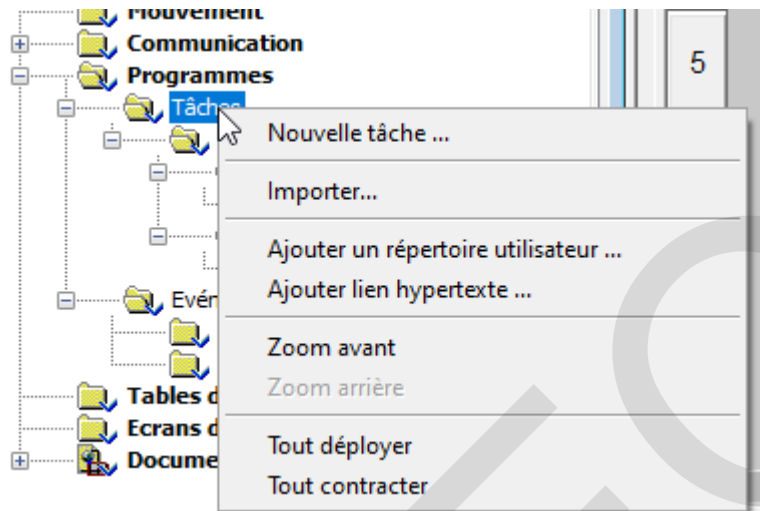 Mouvement
Communication
Programmes
Tâches
Nouvelle tâche ...
Importer...
Ajouter un répertoire utilisateur ...
Ajouter lien hypertexte ...
Zoom avant
Zoom arrière
Tout déployer
Tout contracter
5